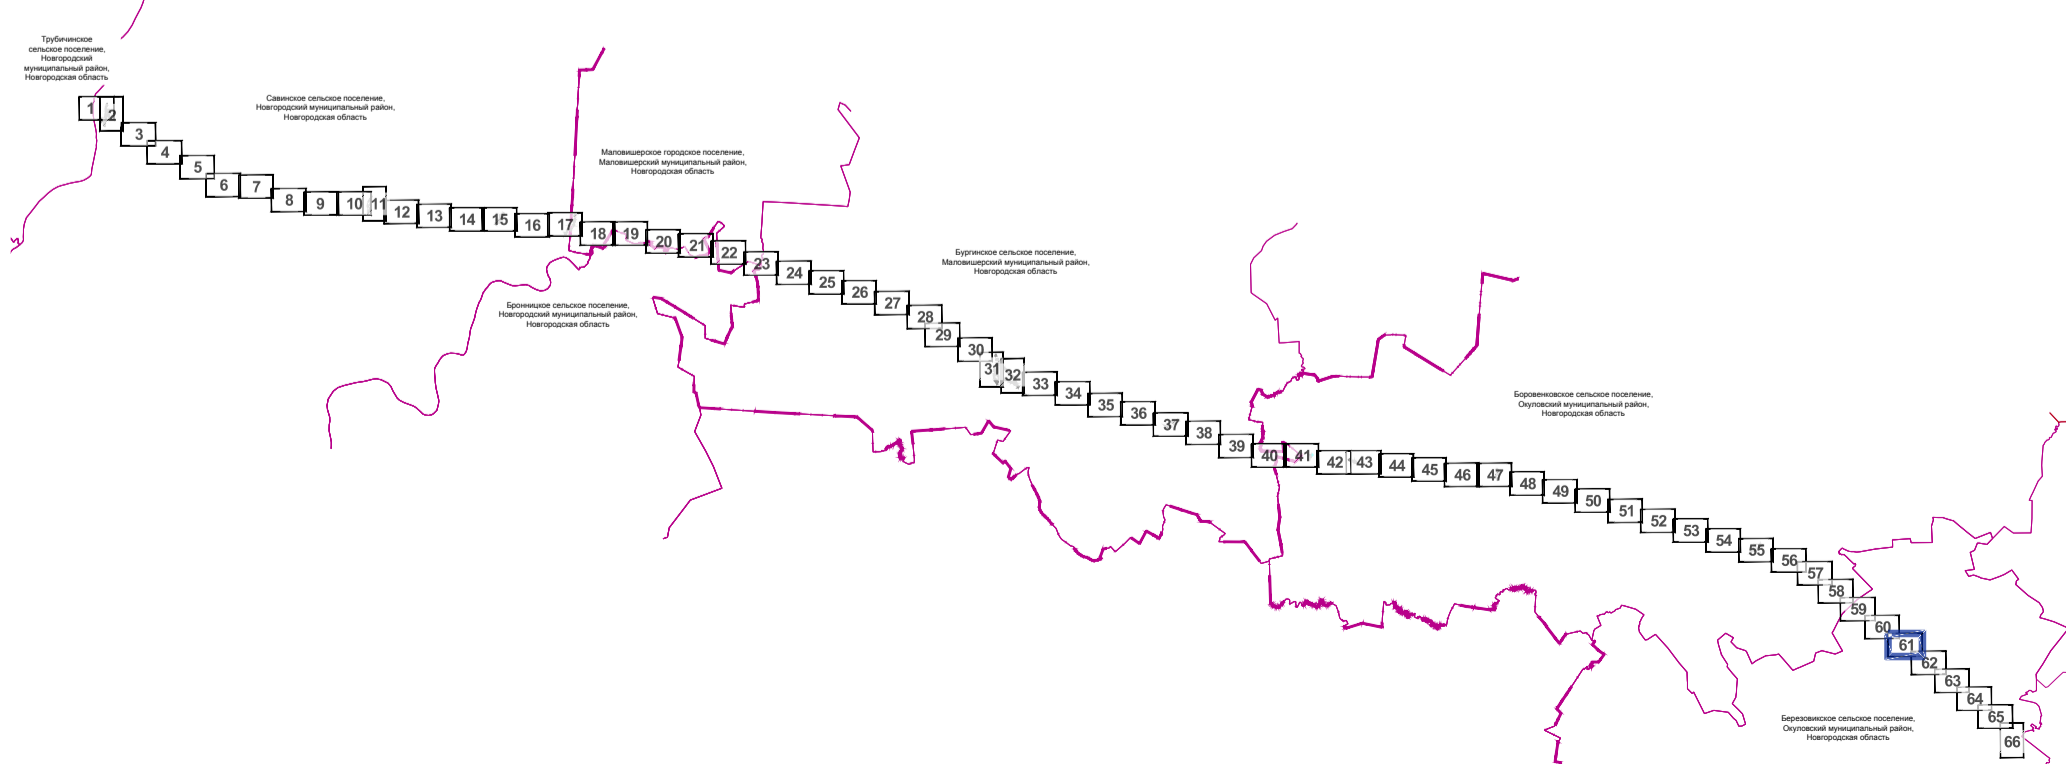 Трубичинское
сельское поселение,
Новгородский
муниципальный район,
Новгородская область
Савинское сельское поселение,
Новгородский муниципальный район,
Новгородская область
Маловишерское городское поселение,
Маловишерский муниципальный район,
Новгородская область
Бронницкое сельское поселение,
Новгородский муниципальный район,
Новгородская область
Бургинское сельское поселение,
Маловишерский муниципальный район,
Новгородская область
Боровенковское сельское поселение,
Окуловский муниципальный район,
Новгородская область
Березовикское сельское поселение,
Окуловский муниципальный район,
Новгородская область
1
2
3
4
5
6
7
8
9
10
11
12
13
14
15
16
17
18
19
20
21
22
23
24
25
26
27
28
29
30
31
32
33
34
35
36
37
38
39
40
41
42
43
44
45
46
47
48
49
50
51
52
53
54
55
56
57
58
59
60
61
62
63
64
65
66